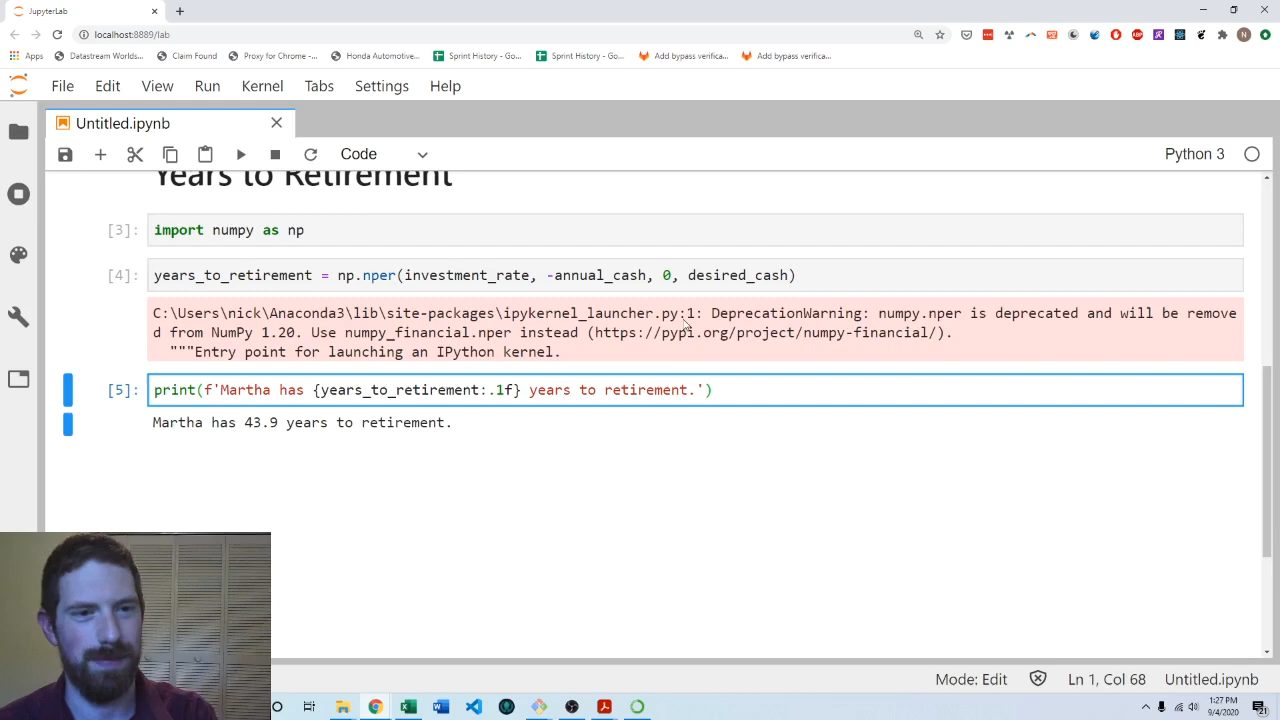 JupyterLab
localhost:8889/lab
N
Apps Datastream Worlds... Claim Found Proxy for Chrome -... Honda Automotive... Sprint History - Go... Sprint History - Go... Add bypass verifica... Add bypass verifica...
File Edit View Run Kernel Tabs Settings Help
Untitled.ipynb
Code Python 3
Years to Retirement
[3]: import numpy as np
[4]: years_to_retirement = np.nper(investment_rate, -annual_cash, 0, desired_cash)
C:\Users\nick\Anaconda3\lib\site-packages\ipykernel_launcher.py:1: DeprecationWarning: numpy.nper is deprecated and will be remove
d from NumPy 1.20. Use numpy_financial.nper instead (https://pypi.org/project/numpy-financial/).
"""Entry point for launching an IPython kernel.
[5]: print(f'Martha has {years_to_retirement:.1f} years to retirement.')
Martha has 43.9 years to retirement.
Mode: Edit Ln 1, Col 68 Untitled.ipynb
1:27 PM
9/4/2020